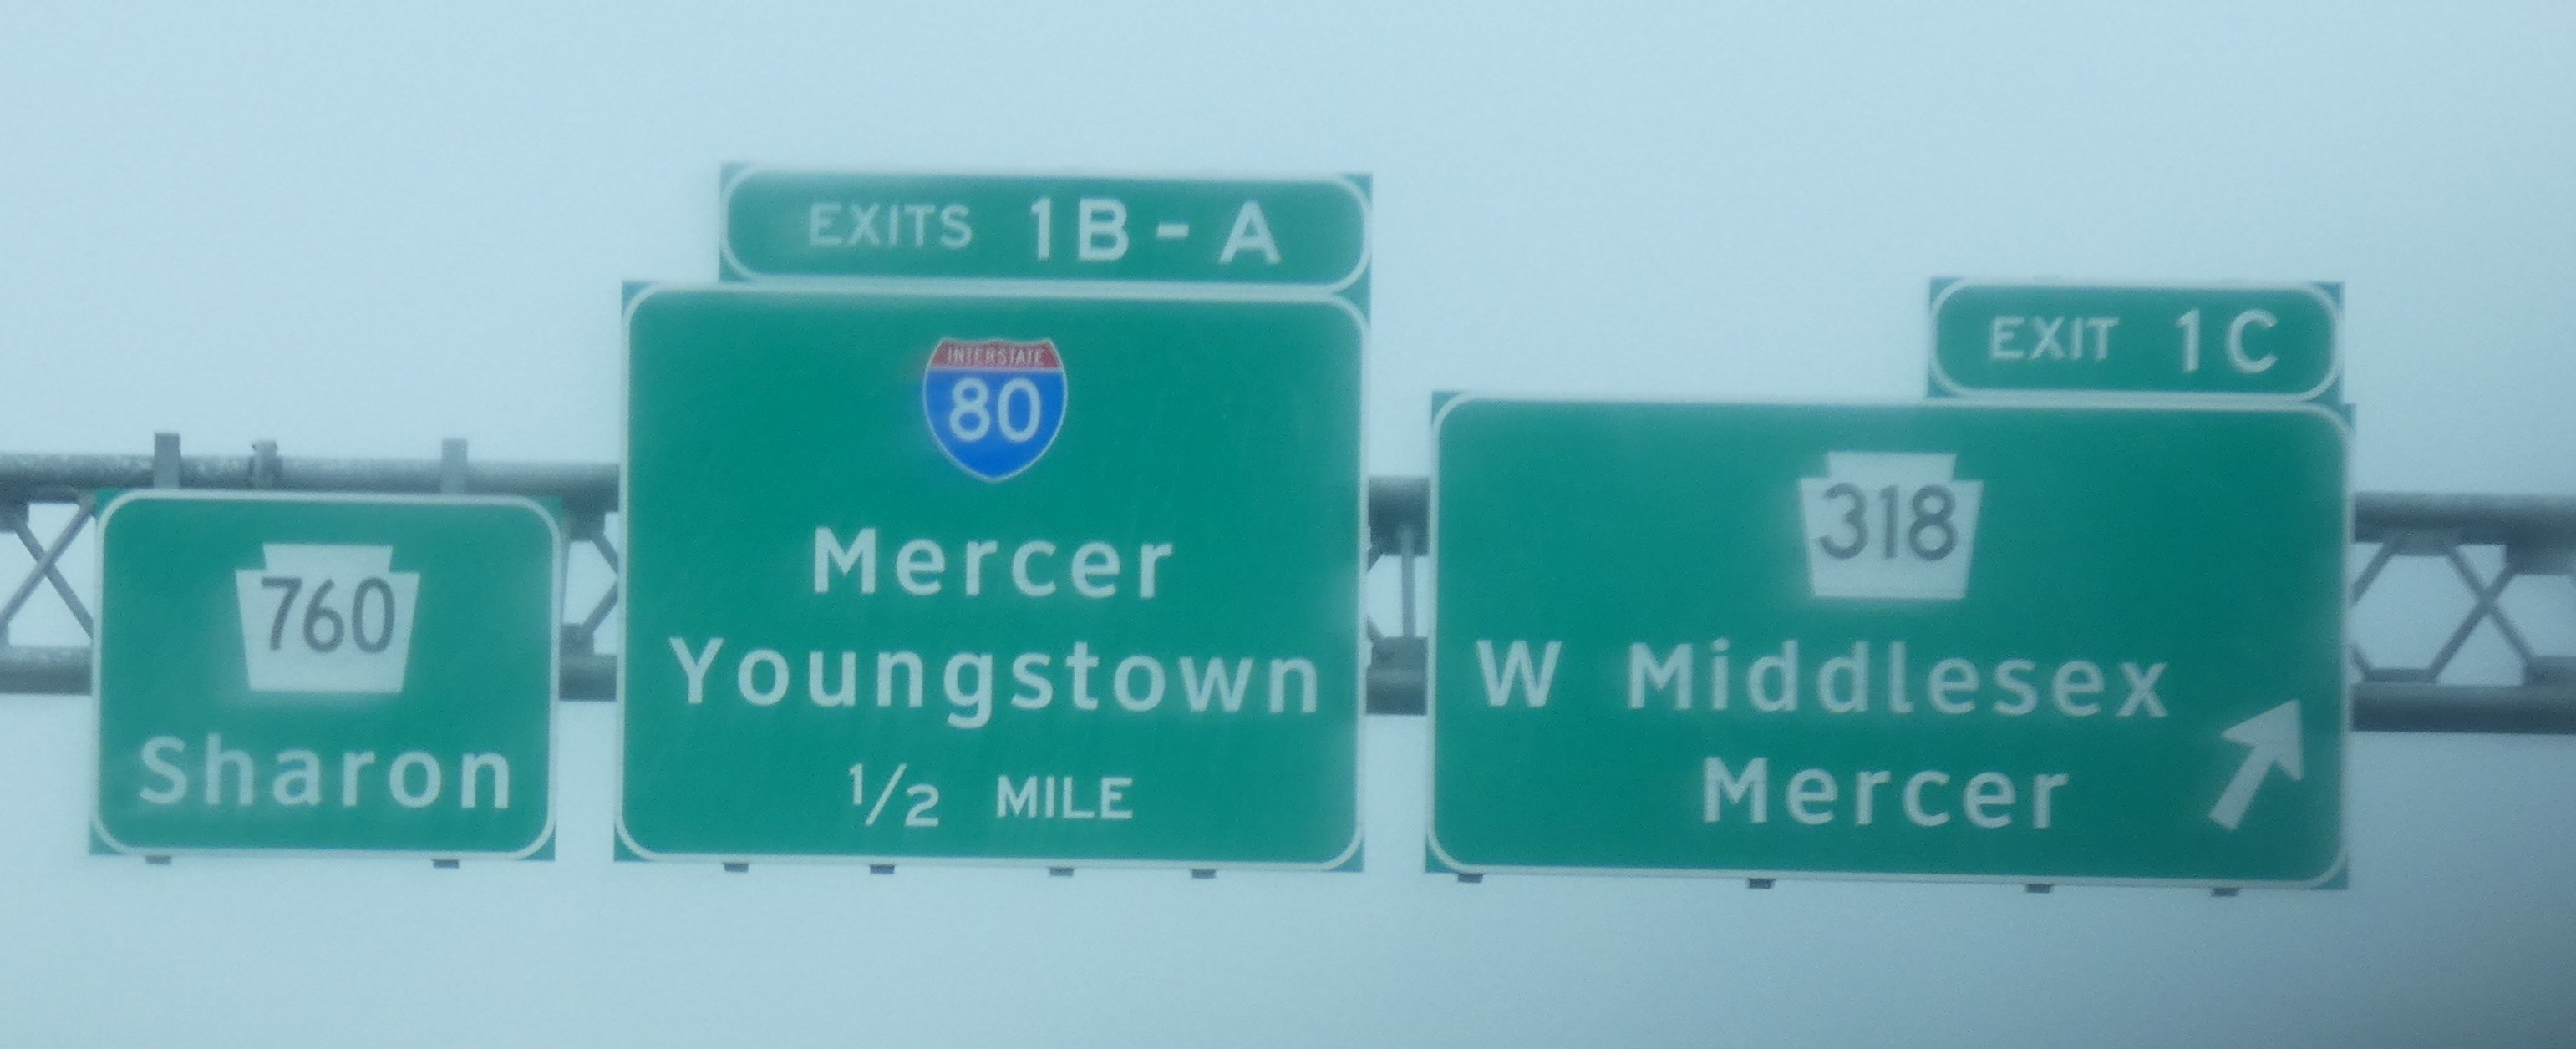 760
Sharon
EXITS 1B - A
INTERSTATE
80
Mercer
Youngstown
1/2 MILE
EXIT 1C
318
W Middlesex
Mercer